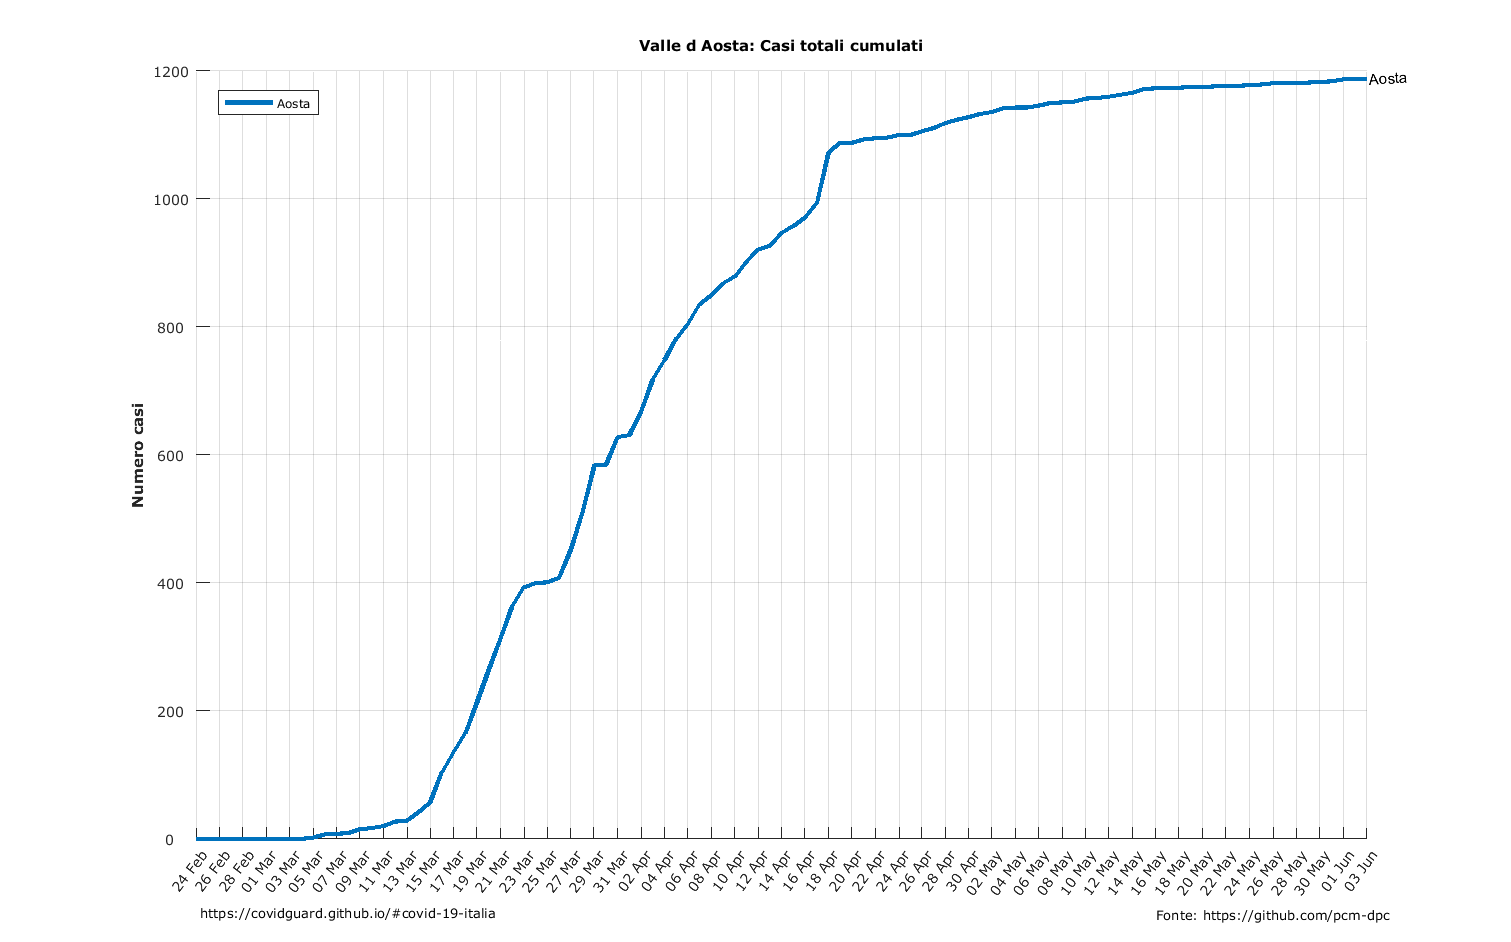 Valle d Aosta: Casi totali cumulati
1200
1000
800
600
400
200
0
Numero casi
Aosta
Aosta
24 Feb
26 Feb
28 Feb
01 Mar
03 Mar
05 Mar
07 Mar
09 Mar
11 Mar
13 Mar
15 Mar
17 Mar
19 Mar
21 Mar
23 Mar
25 Mar
27 Mar
29 Mar
31 Mar
02 Apr
04 Apr
06 Apr
08 Apr
10 Apr
12 Apr
14 Apr
16 Apr
18 Apr
20 Apr
22 Apr
24 Apr
26 Apr
28 Apr
30 Apr
02 May
04 May
06 May
08 May
10 May
12 May
14 May
16 May
18 May
20 May
22 May
24 May
26 May
28 May
30 May
01 Jun
03 Jun
https://covidguard.github.io/#covid-19-italia
Fonte: https://github.com/pcm-dpc